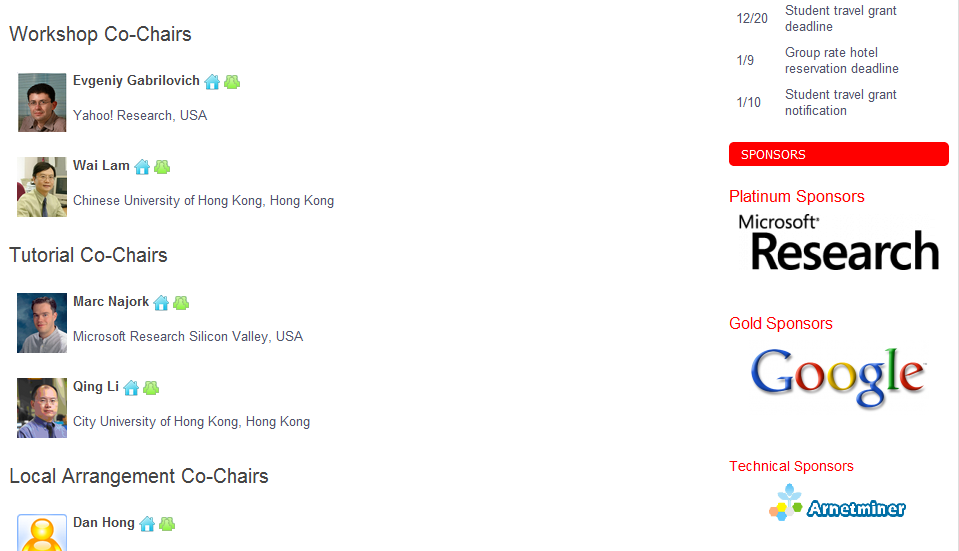 Workshop Co-Chairs
Evgeniy Gabrilovich
Yahoo! Research, USA
Wai Lam
Chinese University of Hong Kong, Hong Kong
Tutorial Co-Chairs
Marc Najork
Microsoft Research Silicon Valley, USA
Qing Li
City University of Hong Kong, Hong Kong
Local Arrangement Co-Chairs
Dan Hong
12/20 Student travel grant
deadline
1/9 Group rate hotel
reservation deadline
1/10 Student travel grant
notification
SPONSORS
Platinum Sponsors
Microsoft®
Research
Gold Sponsors
Google™
Technical Sponsors
Arnetminer